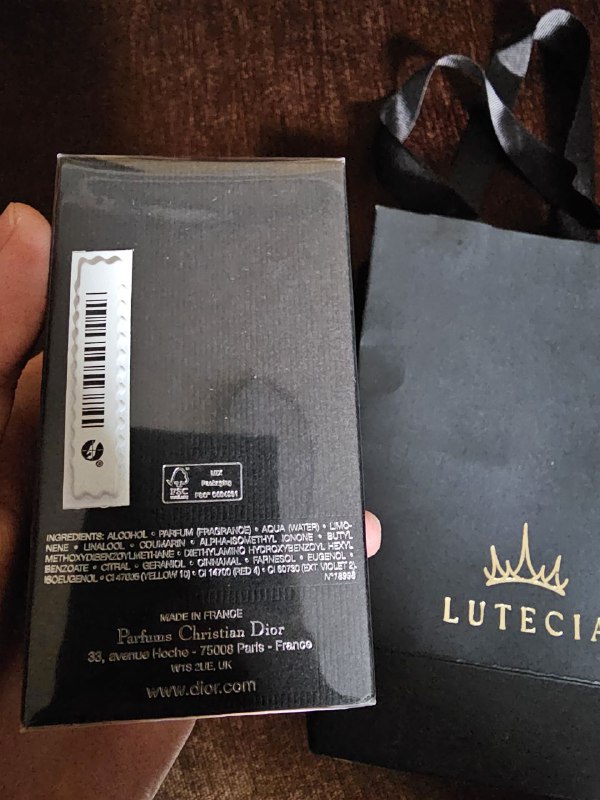 FSC
MIX
Packaging
INGREDIENTS: ALCOHOL • PARFUM (FRAGRANCE) • AQUA (WATER) • LIMO-
NENE • LINALOOL • COUMARIN • ALPHA-ISOMETHYL IONONE • BUTYL
METHOXYDIBENZOYLMETHANE • DIETHYLAMINO HYDROXYBENZOYL HEXYL
BENZOATE • CITRAL • GERANIOL • CINNAMAL • FARNESOL • EUGENOL •
ISOEUGENOL • CI 47005 (YELLOW 10) • CI 14700 (RED 4) • CI 60730 (EXT. VIOLET 2).
MADE IN FRANCE
Parfums Christian Dior
33, avenue Hoche - 75008 Paris - France
W1S 2UE, UK
www.dior.com
LUTECIA